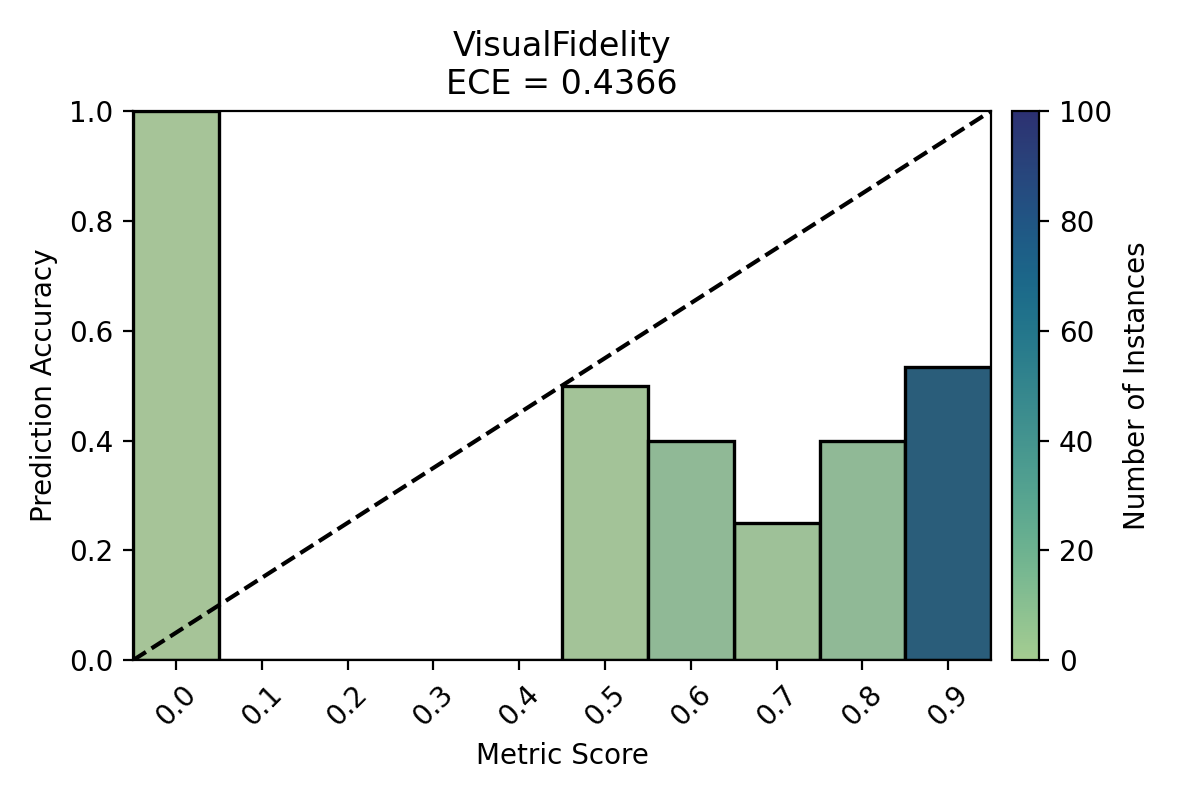 VisualFidelity
ECE = 0.4366
Prediction Accuracy
1.0
0.8
0.6
0.4
0.2
0.0
0.0 0.1 0.2 0.3 0.4 0.5 0.6 0.7 0.8 0.9
Metric Score
100
80
60
40
20
0
Number of Instances